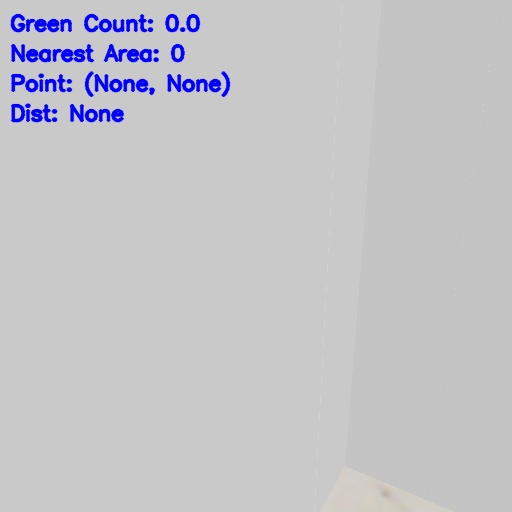 Green Count: 0.0
Nearest Area: 0
Point: (None, None)
Dist: None